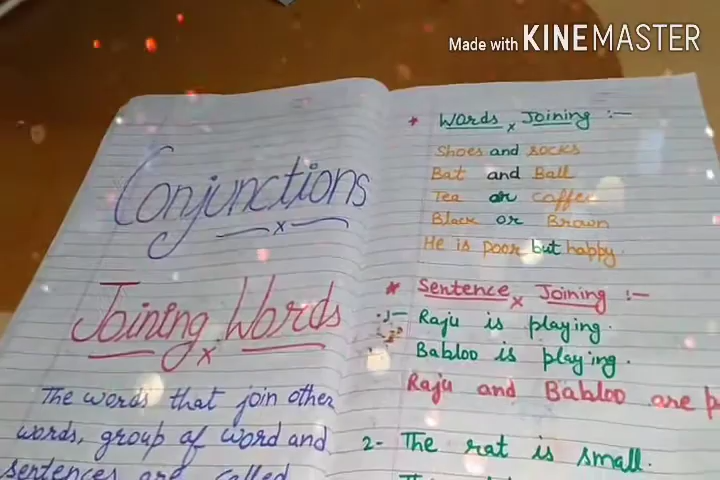 Made with KINEMASTER
Conjunctions
Joining Words
The words that join other
words, group of word and
sentences are called
* Words Joining :-
Shoes and socks
Bat and Ball
Tea or coffee
Black or Brown
He is poor but happy.
* Sentence Joining :-
1- Raju is playing.
Babloo is playing.
Raju and Babloo are p
2- The rat is small.